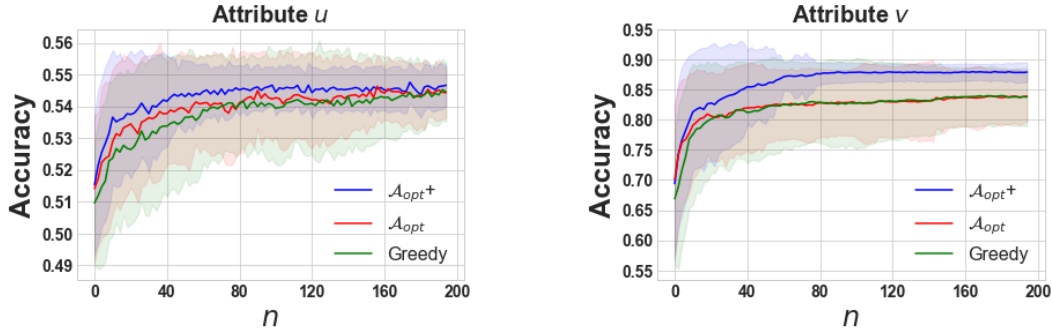 Attribute u
Accuracy
0.56
0.55
0.54
0.53
0.52
0.51
0.50
0.49
0 40 80 120 160 200
n
𝒜opt+
𝒜opt
Greedy
Attribute v
Accuracy
0.95
0.90
0.85
0.80
0.75
0.70
0.65
0.60
0.55
0 40 80 120 160 200
n
𝒜opt+
𝒜opt
Greedy